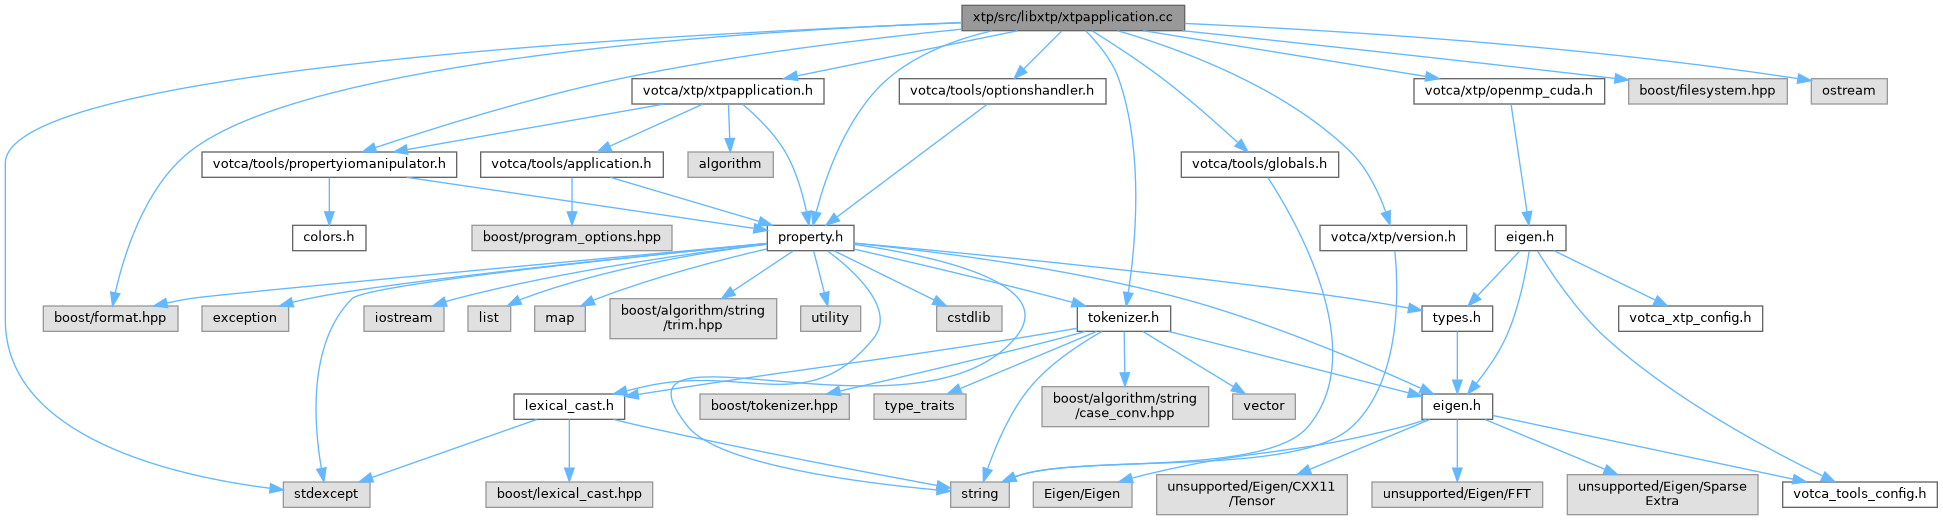 xtp/src/libxtp/xtpapplication.cc
votca/xtp/xtpapplication.h
votca/tools/optionshandler.h
votca/xtp/openmp_cuda.h
boost/filesystem.hpp
ostream
votca/tools/propertyiomanipulator.h
votca/tools/application.h
algorithm
votca/tools/globals.h
colors.h
boost/program_options.hpp
property.h
votca/xtp/version.h
eigen.h
boost/format.hpp
exception
iostream
list
map
boost/algorithm/string
/trim.hpp
utility
cstdlib
tokenizer.h
types.h
votca_xtp_config.h
lexical_cast.h
boost/tokenizer.hpp
type_traits
boost/algorithm/string
/case_conv.hpp
vector
eigen.h
stdexcept
boost/lexical_cast.hpp
string
Eigen/Eigen
unsupported/Eigen/CXX11
/Tensor
unsupported/Eigen/FFT
unsupported/Eigen/Sparse
Extra
votca_tools_config.h